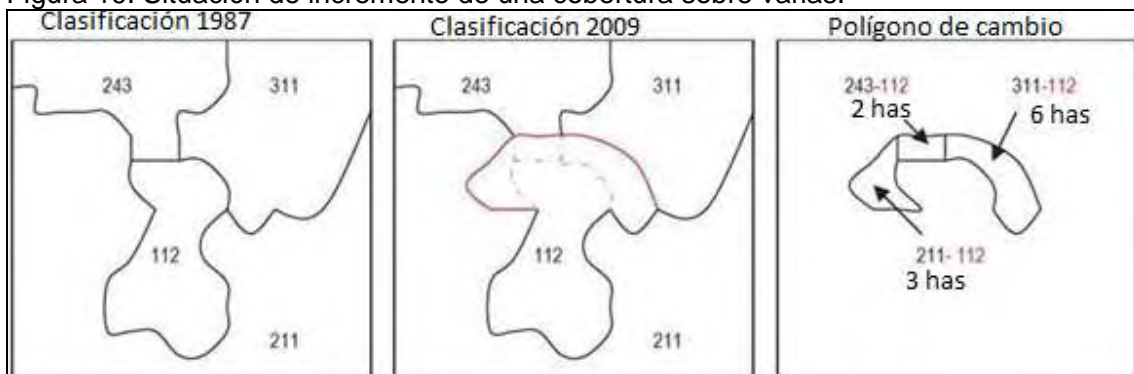 Figura 10. Situación de incremento de una cobertura sobre varias.
Clasificación 1987
243
311
112
211
Clasificación 2009
243
311
112
211
Polígono de cambio
243-112
2 has
311-112
6 has
211- 112
3 has